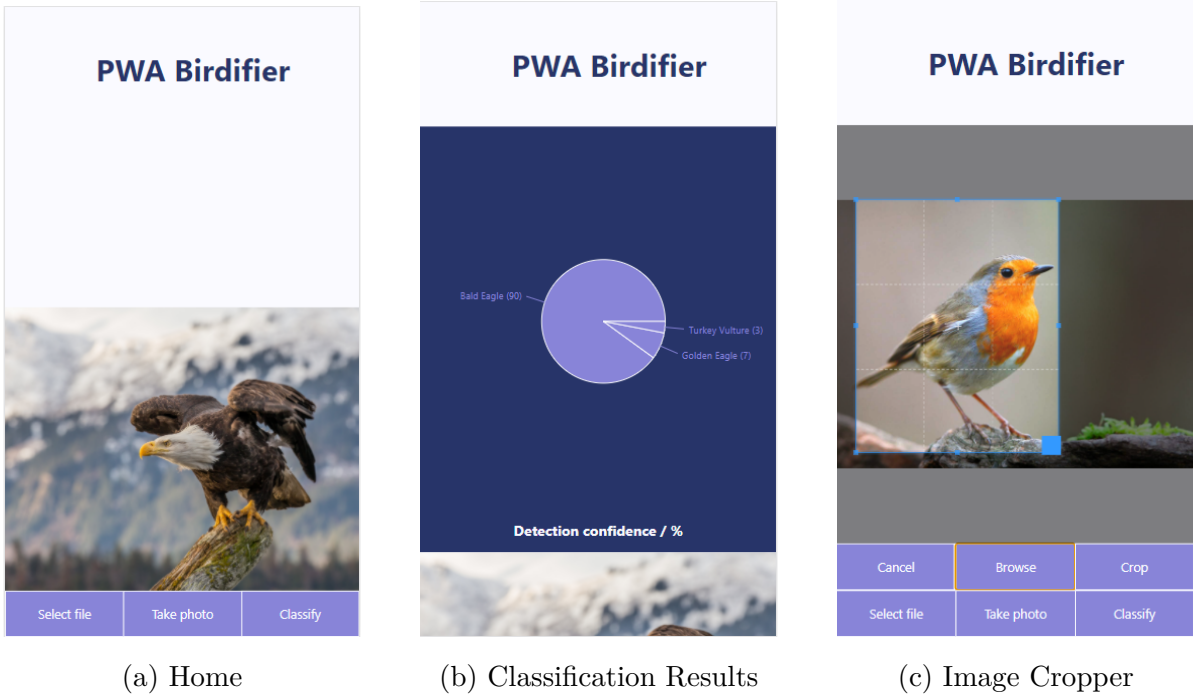 PWA Birdifier
Select file
Take photo
Classify
(a) Home
PWA Birdifier
Bald Eagle (90)
Turkey Vulture (3)
Golden Eagle (7)
Detection confidence / %
(b) Classification Results
PWA Birdifier
Cancel
Browse
Crop
Select file
Take photo
Classify
(c) Image Cropper